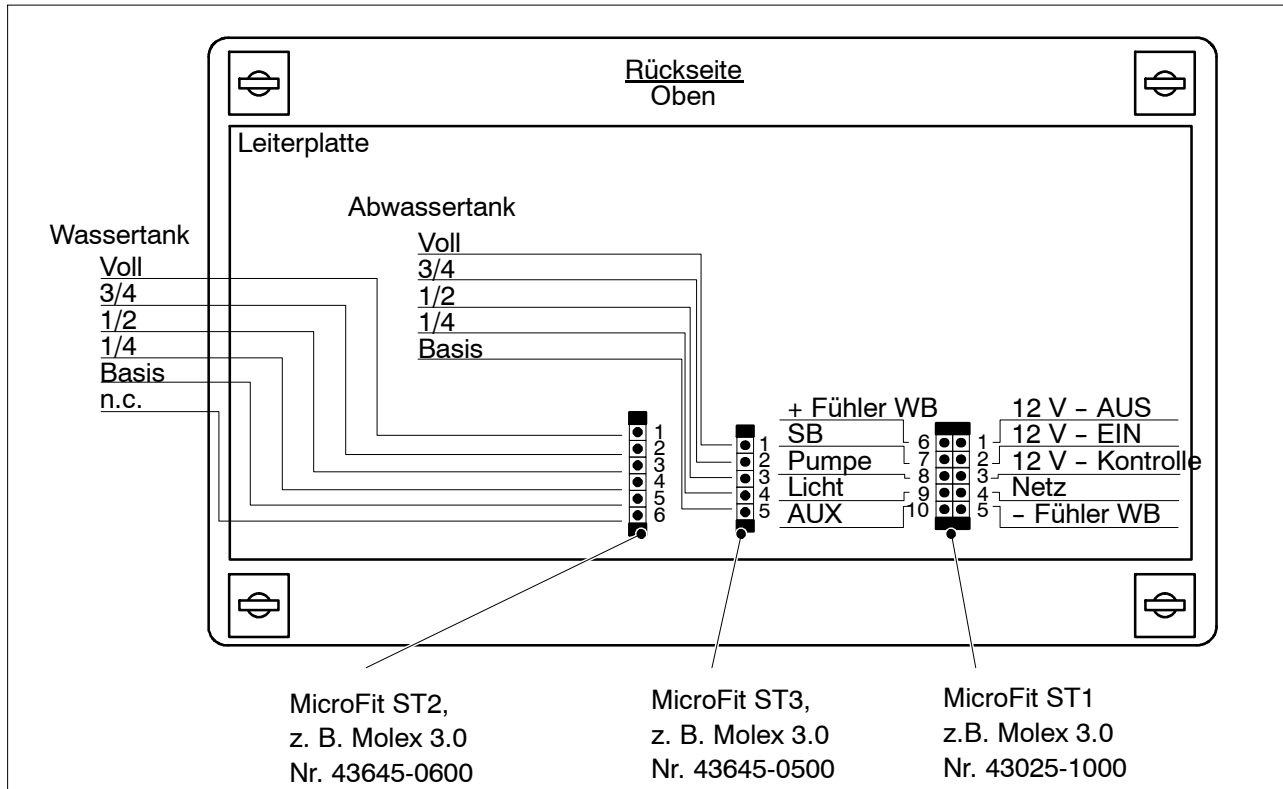 Rückseite
Oben
Leiterplatte
Wassertank
Voll
3/4
1/2
1/4
Basis
n.c.
Abwassertank
Voll
3/4
1/2
1/4
Basis
1
2
3
4
5
6
1
2
3
4
5
+ Fühler WB
SB
Pumpe
Licht
AUX
6
7
8
9
10
1
2
3
4
5
12 V – AUS
12 V – EIN
12 V – Kontrolle
Netz
– Fühler WB
MicroFit ST2,
z. B. Molex 3.0
Nr. 43645-0600
MicroFit ST3,
z. B. Molex 3.0
Nr. 43645-0500
MicroFit ST1
z.B. Molex 3.0
Nr. 43025-1000